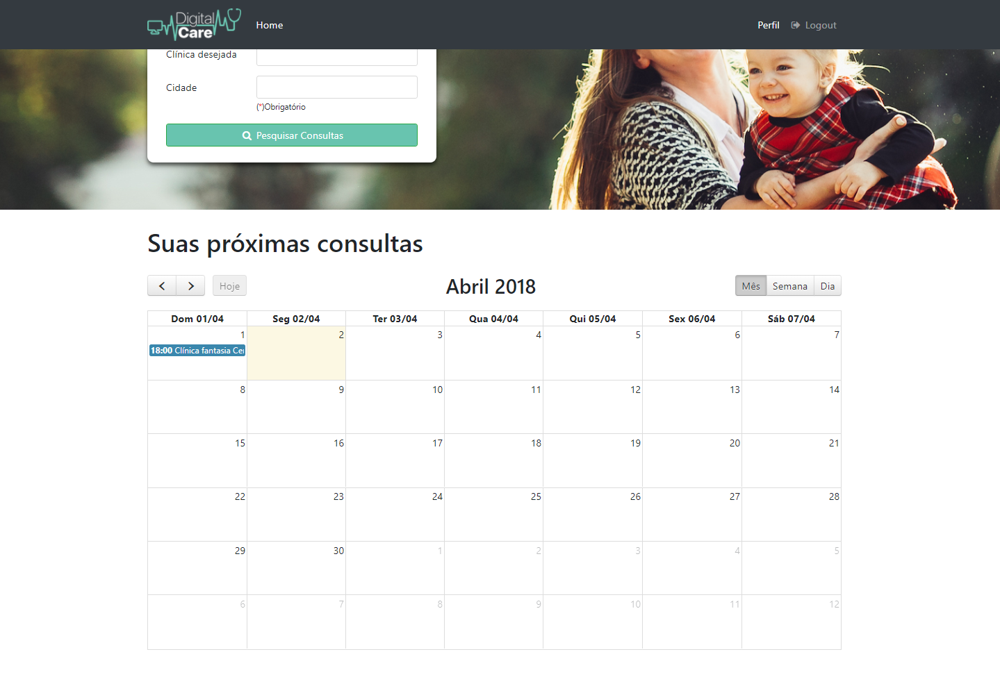 Digital
Care
Home
Perfil
Logout
Clínica desejada
Cidade
(*)Obrigatório
Pesquisar Consultas
Suas próximas consultas
Hoje
Abril 2018
Mês Semana Dia
Dom 01/04 Seg 02/04 Ter 03/04 Qua 04/04 Qui 05/04 Sex 06/04 Sáb 07/04
1 2 3 4 5 6 7
18:00 Clínica fantasia
8 9 10 11 12 13 14
15 16 17 18 19 20 21
22 23 24 25 26 27 28
29 30 1 2 3 4 5
6 7 8 9 10 11 12